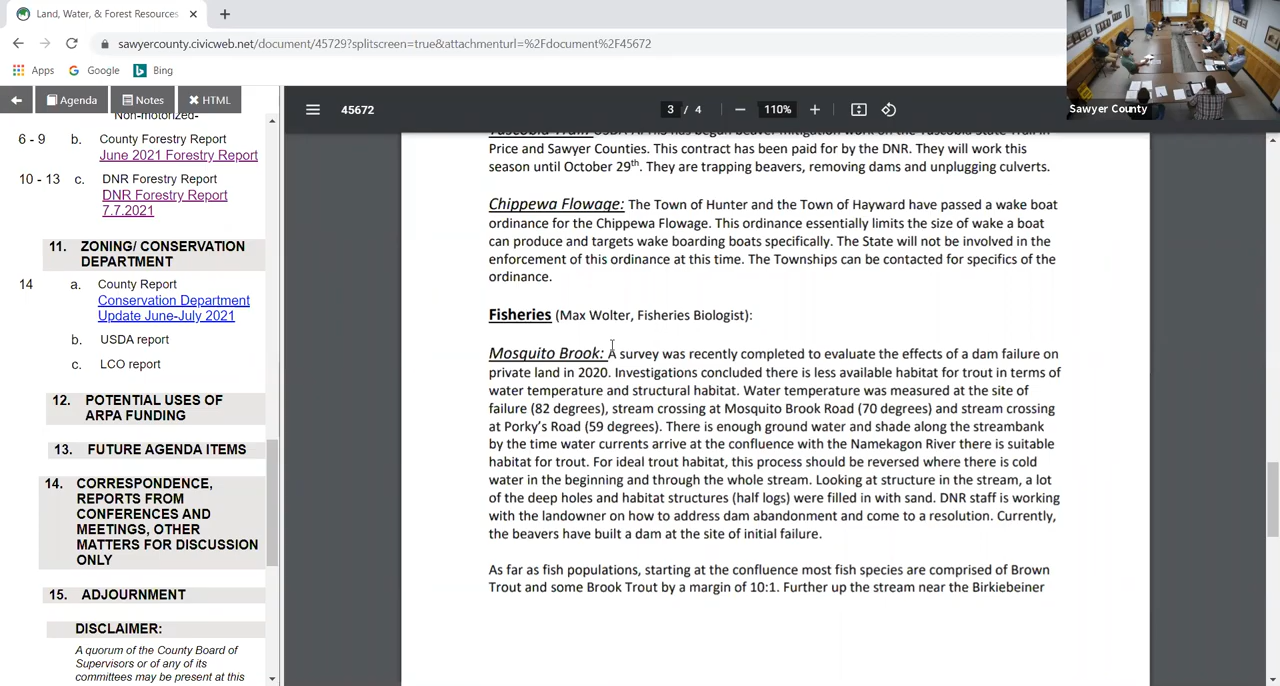 Land, Water, & Forest Resources
sawyercounty.civicweb.net/document/45729?splitscreen=true&attachmenturl=%2Fdocument%2F45672
Apps
Google
Bing
Sawyer County
Agenda
Notes
HTML
45672
3 / 4
110%
Non-motorized-
6 - 9 b. County Forestry Report
June 2021 Forestry Report
10 - 13 c. DNR Forestry Report
DNR Forestry Report
7.7.2021
11. ZONING/ CONSERVATION
DEPARTMENT
14 a. County Report
Conservation Department
Update June-July 2021
b. USDA report
c. LCO report
12. POTENTIAL USES OF
ARPA FUNDING
13. FUTURE AGENDA ITEMS
14. CORRESPONDENCE,
REPORTS FROM
CONFERENCES AND
MEETINGS, OTHER
MATTERS FOR DISCUSSION
ONLY
15. ADJOURNMENT
DISCLAIMER:
A quorum of the County Board of
Supervisors or of any of its
committees may be present at this
Price and Sawyer Counties. This contract has been paid for by the DNR. They will work this
season until October 29th. They are trapping beavers, removing dams and unplugging culverts.
Chippewa Flowage: The Town of Hunter and the Town of Hayward have passed a wake boat
ordinance for the Chippewa Flowage. This ordinance essentially limits the size of wake a boat
can produce and targets wake boarding boats specifically. The State will not be involved in the
enforcement of this ordinance at this time. The Townships can be contacted for specifics of the
ordinance.
Fisheries (Max Wolter, Fisheries Biologist):
Mosquito Brook: A survey was recently completed to evaluate the effects of a dam failure on
private land in 2020. Investigations concluded there is less available habitat for trout in terms of
water temperature and structural habitat. Water temperature was measured at the site of
failure (82 degrees), stream crossing at Mosquito Brook Road (70 degrees) and stream crossing
at Porky's Road (59 degrees). There is enough ground water and shade along the streambank
by the time water currents arrive at the confluence with the Namekagon River there is suitable
habitat for trout. For ideal trout habitat, this process should be reversed where there is cold
water in the beginning and through the whole stream. Looking at structure in the stream, a lot
of the deep holes and habitat structures (half logs) were filled in with sand. DNR staff is working
with the landowner on how to address dam abandonment and come to a resolution. Currently,
the beavers have built a dam at the site of initial failure.
As far as fish populations, starting at the confluence most fish species are comprised of Brown
Trout and some Brook Trout by a margin of 10:1. Further up the stream near the Birkiebeiner